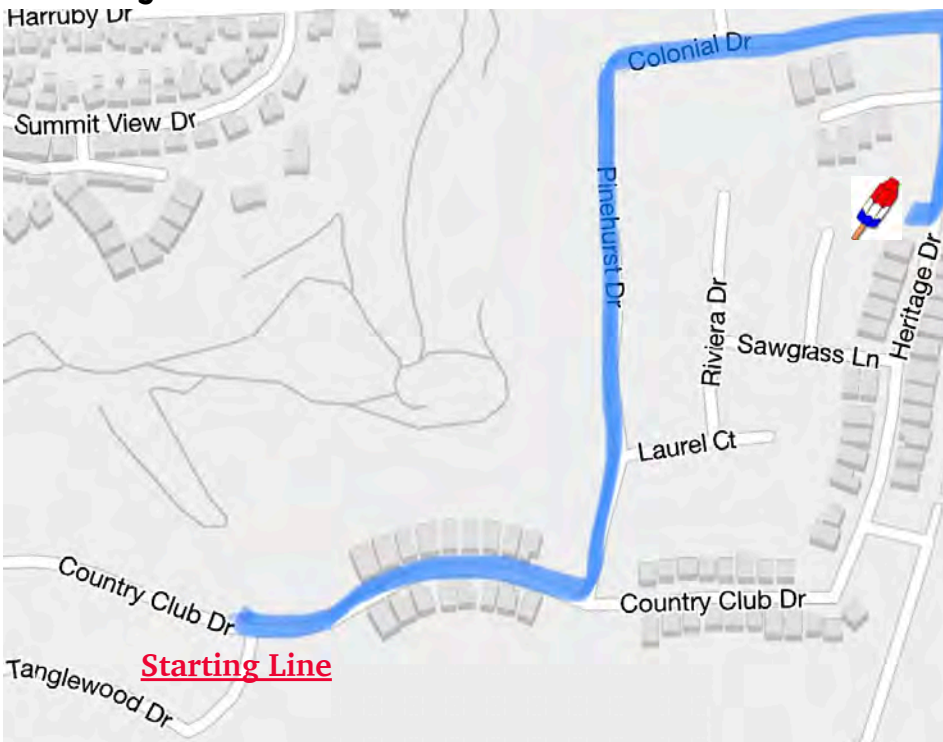 Harruby Dr
Colonial Dr
Summit View Dr
Pinehurst Dr
Heritage Dr
Riviera Dr
Sawgrass Ln
Laurel Ct
Country Club Dr
Country Club Dr
Starting Line
Tanglewood Dr